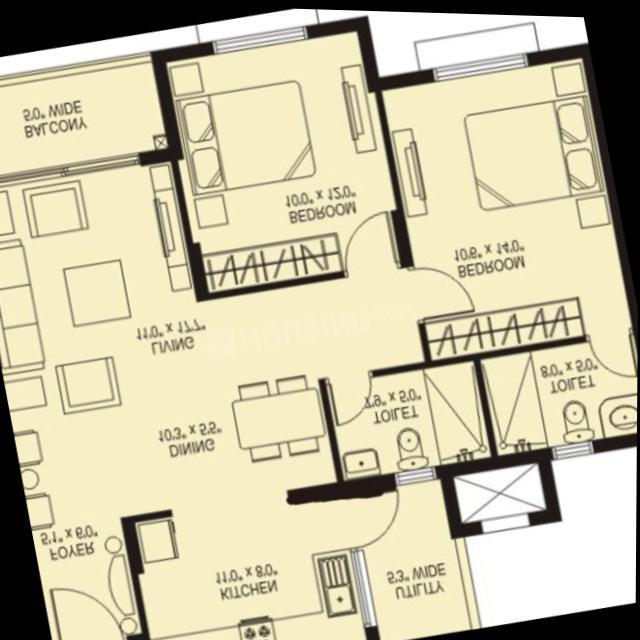 BALCONY
5'0" WIDE
BEDROOM
10'0" x 12'0"
BEDROOM
10'6" x 14'0"
LIVING
11'0" x 17'7"
HOUSING.COM
TOILET
8'0" x 5'0"
TOILET
7'9" x 5'0"
DINING
10'3" x 5'5"
FOYER
5'1" x 6'0"
KITCHEN
11'0" x 8'0"
UTILITY
5'3" WIDE